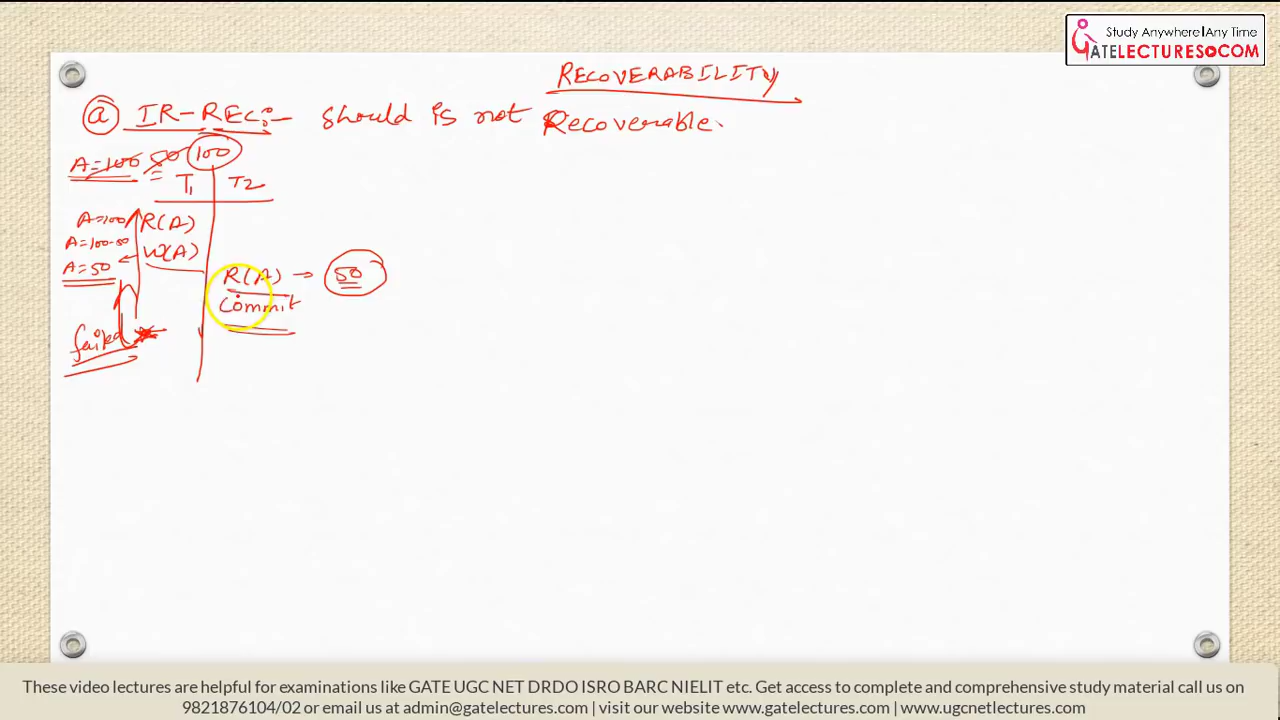 Study Anywhere Any Time
GATELECTURES.COM
RECOVERABILITY
a IR-REC:- should is not Recoverable.
A=100 50 100
T1 T2
A=100 R(A)
A=100-50 W(A)
A=50
R(A) → 50
Commit
failed
These video lectures are helpful for examinations like GATE UGC NET DRDO ISRO BARC NIELIT etc. Get access to complete and comprehensive study material call us on
9821876104/02 or email us at admin@gatelectures.com | visit our website www.gatelectures.com | www.ugcnetlectures.com